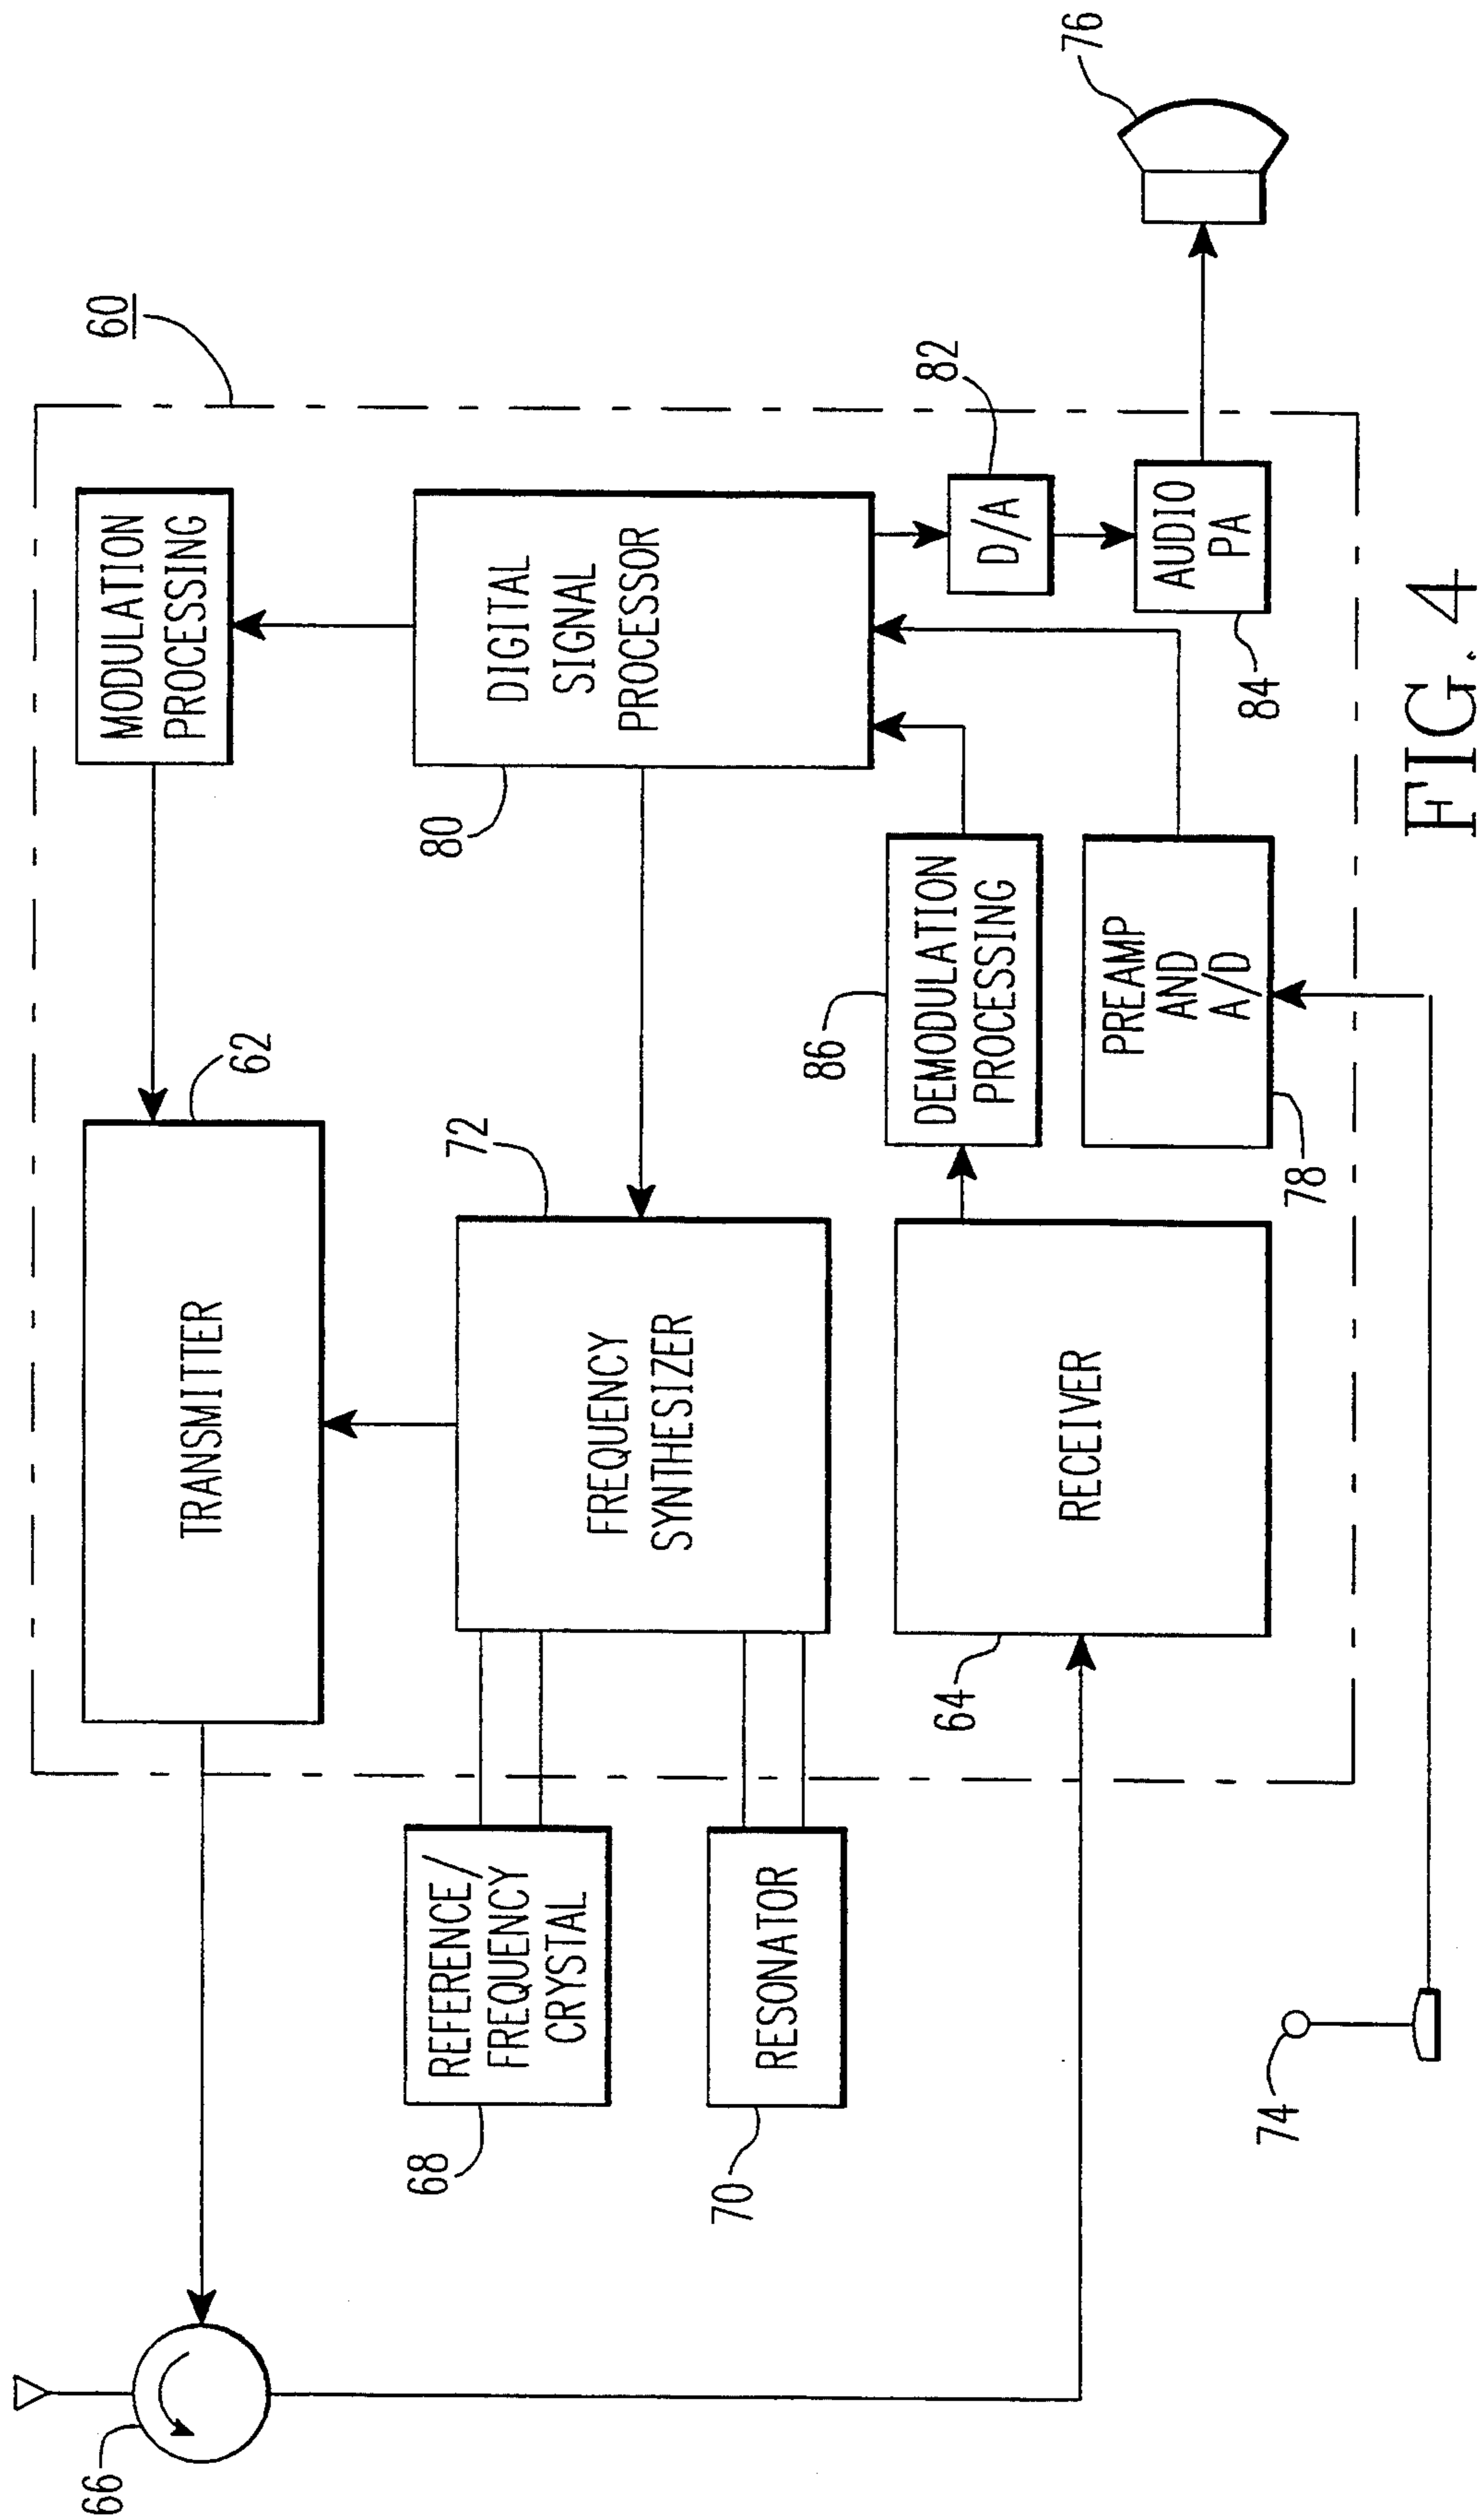 66
TRANSMITTER
62
MODULATION
PROCESSING
60
68
REFERENCE/
FREQUENCY
CRYSTAL
70
RESONATOR
FREQUENCY
SYNTHESIZER
72
80
DIGITAL
SIGNAL
PROCESSOR
64
RECEIVER
86
DEMODULATION
PROCESSING
D/A
82
74
78
PREAMP
AND
A/D
84
AUDIO
PA
76
FIG. 4